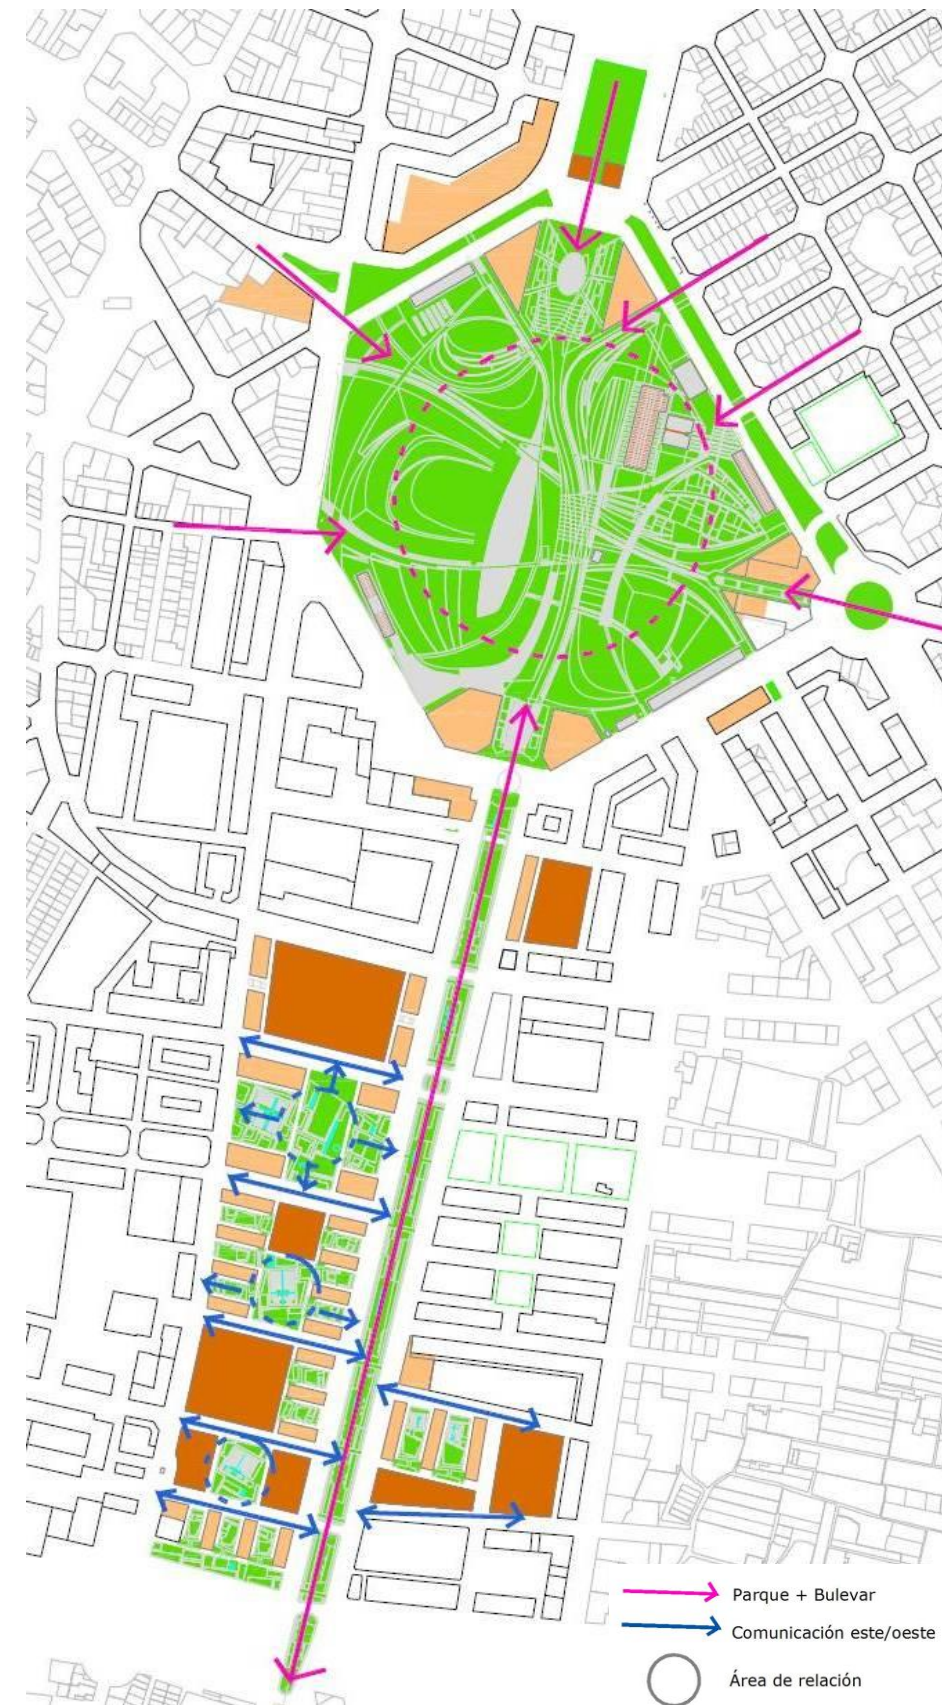 Parque + Bulevar
Comunicación este/oeste
Área de relación